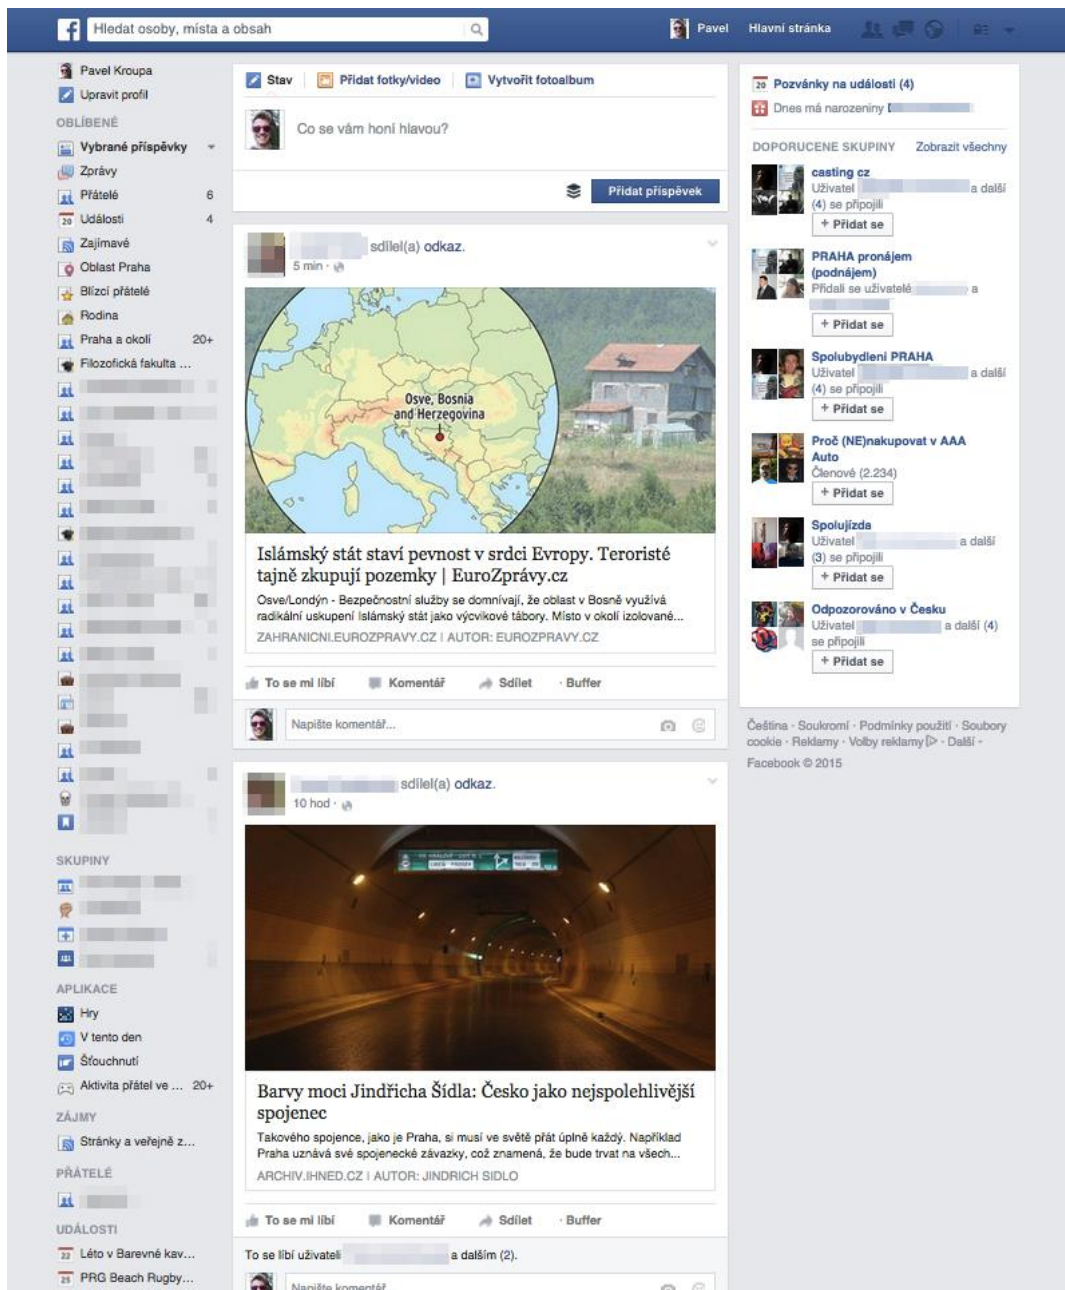 Hledat osoby, místa a obsah
Pavel
Hlavní stránka
Pavel Kroupa
Upravit profil
OBLÍBENÉ
Vybrané příspěvky
Zprávy
Přátelé 6
20 Události 4
Zajímavé
Oblast Praha
Blízcí přátelé
Rodina
Praha a okolí 20+
Filozofická fakulta ...
SKUPINY
APLIKACE
Hry
V tento den
Šťouchnutí
Aktivita přátel ve ... 20+
ZÁJMY
Stránky a veřejně z...
PŘÁTELÉ
UDÁLOSTI
22 Léto v Barevné kav...
25 PRG Beach Rugby...
Stav
Přidat fotky/video
Vytvořit fotoalbum
Co se vám honí hlavou?
Přidat příspěvek
sdílel(a) odkaz.
5 min ·
Osve, Bosnia
and Herzegovina
Islámský stát staví pevnost v srdci Evropy. Teroristé
tajně zkupují pozemky | EuroZprávy.cz
Osve/Londýn - Bezpečnostní služby se domnívají, že oblast v Bosně využívá
radikální uskupení Islámský stát jako výcvikové tábory. Místo v okolí izolované...
ZAHRANICNI.EUROZPRAVY.CZ | AUTOR: EUROZPRAVY.CZ
To se mi líbí
Komentář
Sdílet
· Buffer
Napište komentář...
sdílel(a) odkaz.
10 hod ·
Barvy moci Jindřicha Šídla: Česko jako nejspolehlivější
spojenec
Takového spojence, jako je Praha, si musí ve světě přát úplně každý. Například
Praha uznává své spojenecké závazky, což znamená, že bude trvat na všech...
ARCHIV.IHNED.CZ | AUTOR: JINDRICH SIDLO
To se mi líbí
Komentář
Sdílet
· Buffer
To se líbí uživateli a dalším (2).
Napište komentář
20 Pozvánky na události (4)
Dnes má narozeniny
DOPORUCENE SKUPINY
Zobrazit všechny
casting cz
Uživatel a další
(4) se připojili
+ Přidat se
PRAHA pronájem
(podnájem)
Přidali se uživatelé a
+ Přidat se
Spolubydlení PRAHA
Uživatel a další
(4) se připojili
+ Přidat se
Proč (NE)nakupovat v AAA
Auto
Členové (2.234)
+ Přidat se
Spolujízda
Uživatel a další
(3) se připojili
+ Přidat se
Odpozorováno v Česku
Uživatel a další (4)
se připojili
+ Přidat se
Čeština · Soukromí · Podmínky použití · Soubory
cookie · Reklamy · Volby reklamy · Další
Facebook © 2015